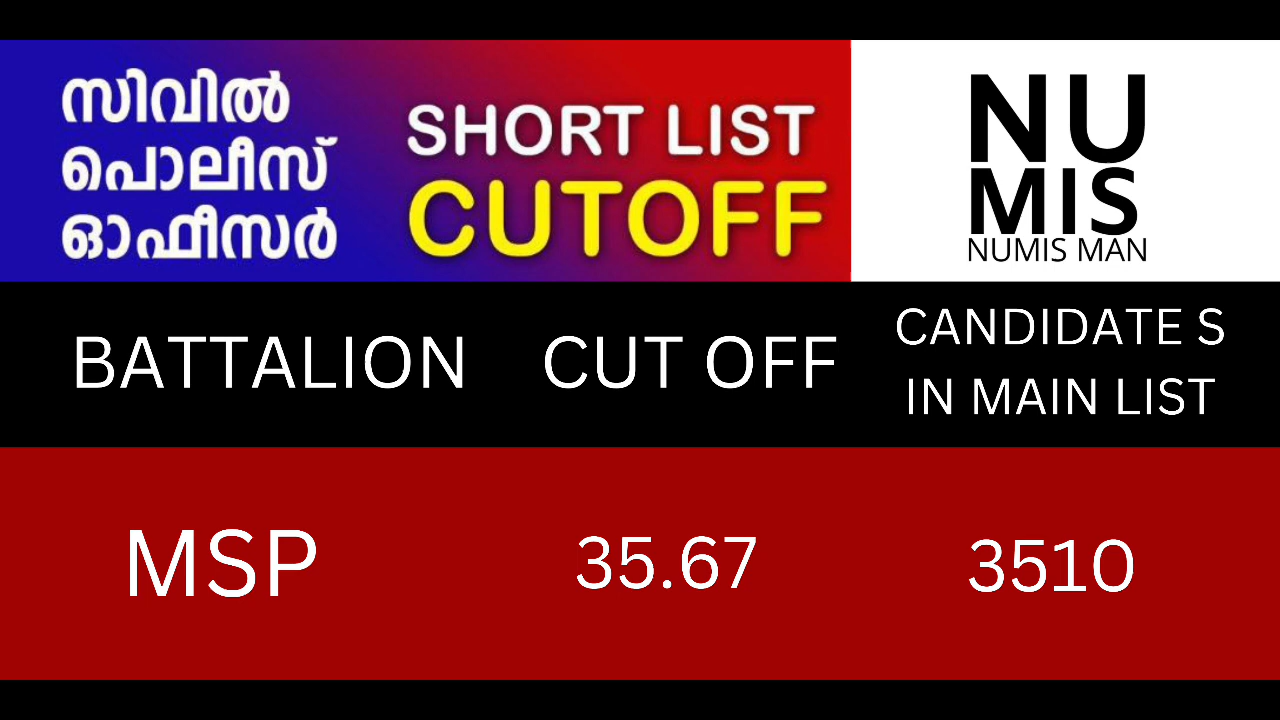 സിവിൽ
പൊലീസ്
ഓഫീസർ
SHORT LIST
CUTOFF
NU
MIS
NUMIS MAN
BATTALION CUT OFF CANDIDATE S
IN MAIN LIST
MSP 35.67 3510